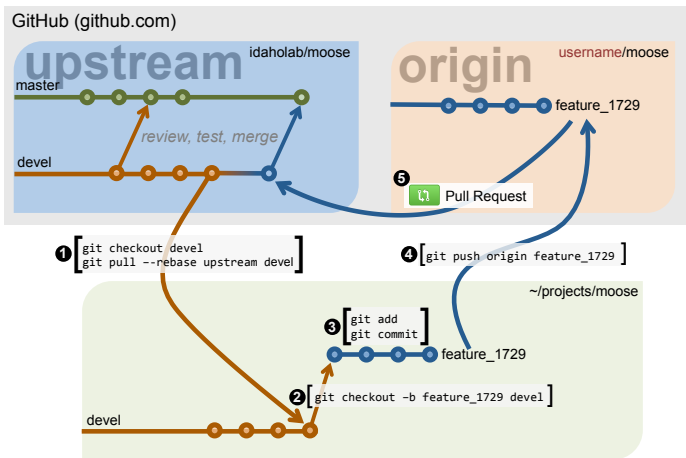 GitHub (github.com)
upstream
idaholab/moose
origin
username/moose
master
feature_1729
review, test, merge
devel
5
Pull Request
1
git checkout devel
git pull --rebase upstream devel
4
git push origin feature_1729
~/projects/moose
3
git add
git commit
feature_1729
2
git checkout -b feature_1729 devel
devel